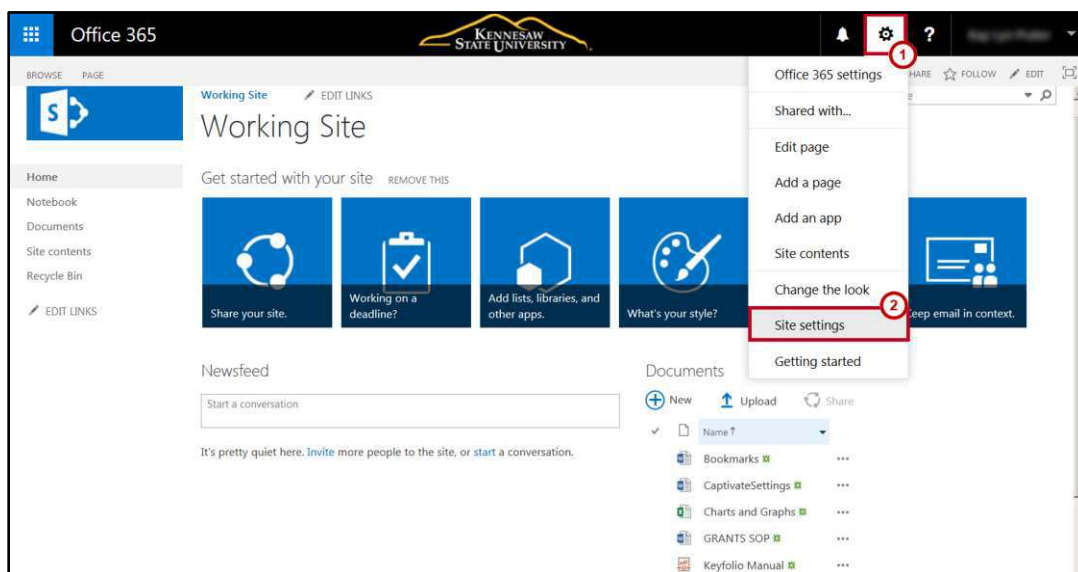 Office 365
KENNESAW
STATE UNIVERSITY
?
1
BROWSE PAGE
HARE FOLLOW EDIT
Working Site EDIT LINKS
Working Site
Office 365 settings
Shared with...
Edit page
Add a page
Add an app
Site contents
Change the look
2
Site settings
Getting started
S
Home
Notebook
Documents
Site contents
Recycle Bin
EDIT LINKS
Get started with your site REMOVE THIS
Share your site.
Working on a
deadline?
Add lists, libraries, and
other apps.
What's your style?
eep email in context.
Newsfeed
Start a conversation
It's pretty quiet here. Invite more people to the site, or start a conversation.
Documents
New Upload Share
Name
Bookmarks ...
CaptivateSettings ...
Charts and Graphs ...
GRANTS SOP ...
Keyfolio Manual ...